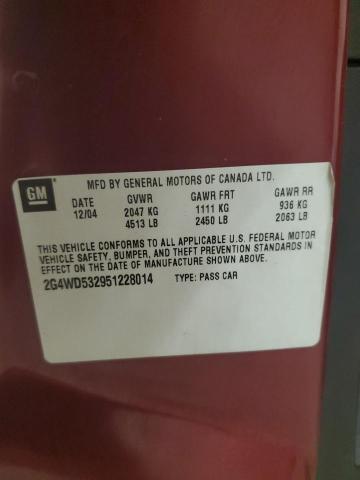 GM
MFD BY GENERAL MOTORS OF CANADA LTD.
DATE GVWR GAWR FRT GAWR RR
12/04 2047 KG 1111 KG 936 KG
4513 LB 2450 LB 2063 LB
THIS VEHICLE CONFORMS TO ALL APPLICABLE U.S. FEDERAL MOTOR
VEHICLE SAFETY, BUMPER, AND THEFT PREVENTION STANDARDS IN
EFFECT ON THE DATE OF MANUFACTURE SHOWN ABOVE.
2G4WD532951228014 TYPE: PASS CAR